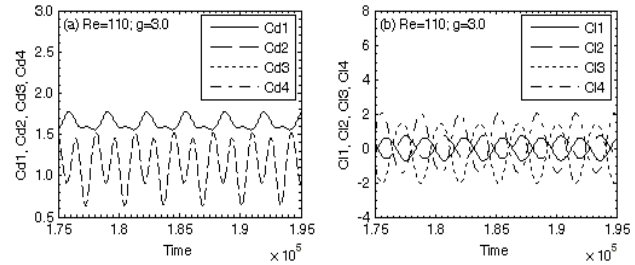 (a) Re=110; g=3.0
Cd1
Cd2
Cd3
Cd4
Cd1, Cd2, Cd3, Cd4
3.0
2.5
2.0
1.5
1.0
0.5
1.75
1.8
1.85
1.9
1.95
Time
× 10^5
(b) Re=110; g=3.0
Cl1
Cl2
Cl3
Cl4
Cl1, Cl2, Cl3, Cl4
8
6
4
2
0
-2
-4
1.75
1.8
1.85
1.9
1.95
Time
× 10^5